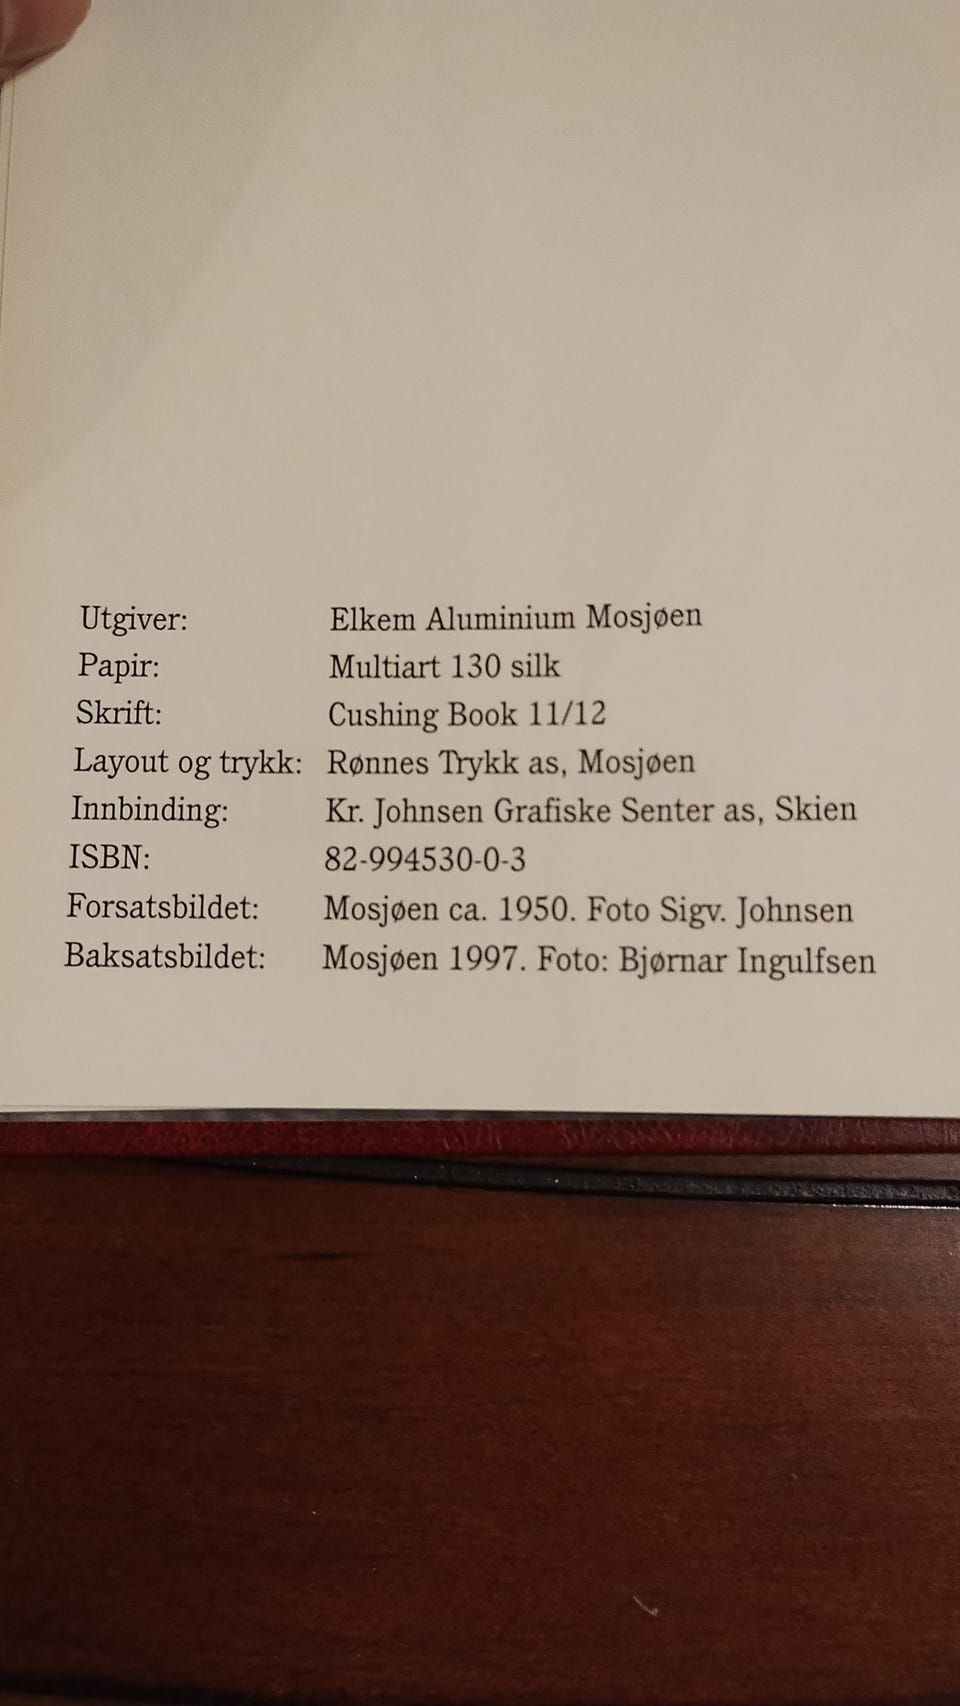 Utgiver: Elkem Aluminium Mosjøen
Papir: Multiart 130 silk
Skrift: Cushing Book 11/12
Layout og trykk: Rønnes Trykk as, Mosjøen
Innbinding: Kr. Johnsen Grafiske Senter as, Skien
ISBN: 82-994530-0-3
Forsatsbildet: Mosjøen ca. 1950. Foto Sigv. Johnsen
Baksatsbildet: Mosjøen 1997. Foto: Bjørnar Ingulfsen